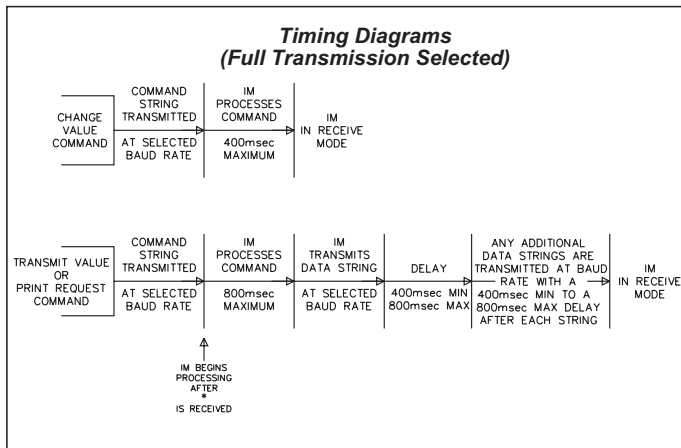 Timing Diagrams
(Full Transmission Selected)
CHANGE
VALUE
COMMAND
COMMAND
STRING
TRANSMITTED
AT SELECTED
BAUD RATE
IM
PROCESSES
COMMAND
400msec
MAXIMUM
IM
IN RECEIVE
MODE
TRANSMIT VALUE
OR
PRINT REQUEST
COMMAND
COMMAND
STRING
TRANSMITTED
AT SELECTED
BAUD RATE
IM
PROCESSES
COMMAND
800msec
MAXIMUM
IM
TRANSMITS
DATA STRING
AT SELECTED
BAUD RATE
DELAY
400msec MIN
800msec MAX
ANY ADDITIONAL
DATA STRINGS ARE
TRANSMITTED AT BAUD
RATE WITH A
400msec MIN TO A
800msec MAX DELAY
AFTER EACH STRING
IM
IN RECEIVE
MODE
IM BEGINS
PROCESSING
AFTER
*
IS RECEIVED